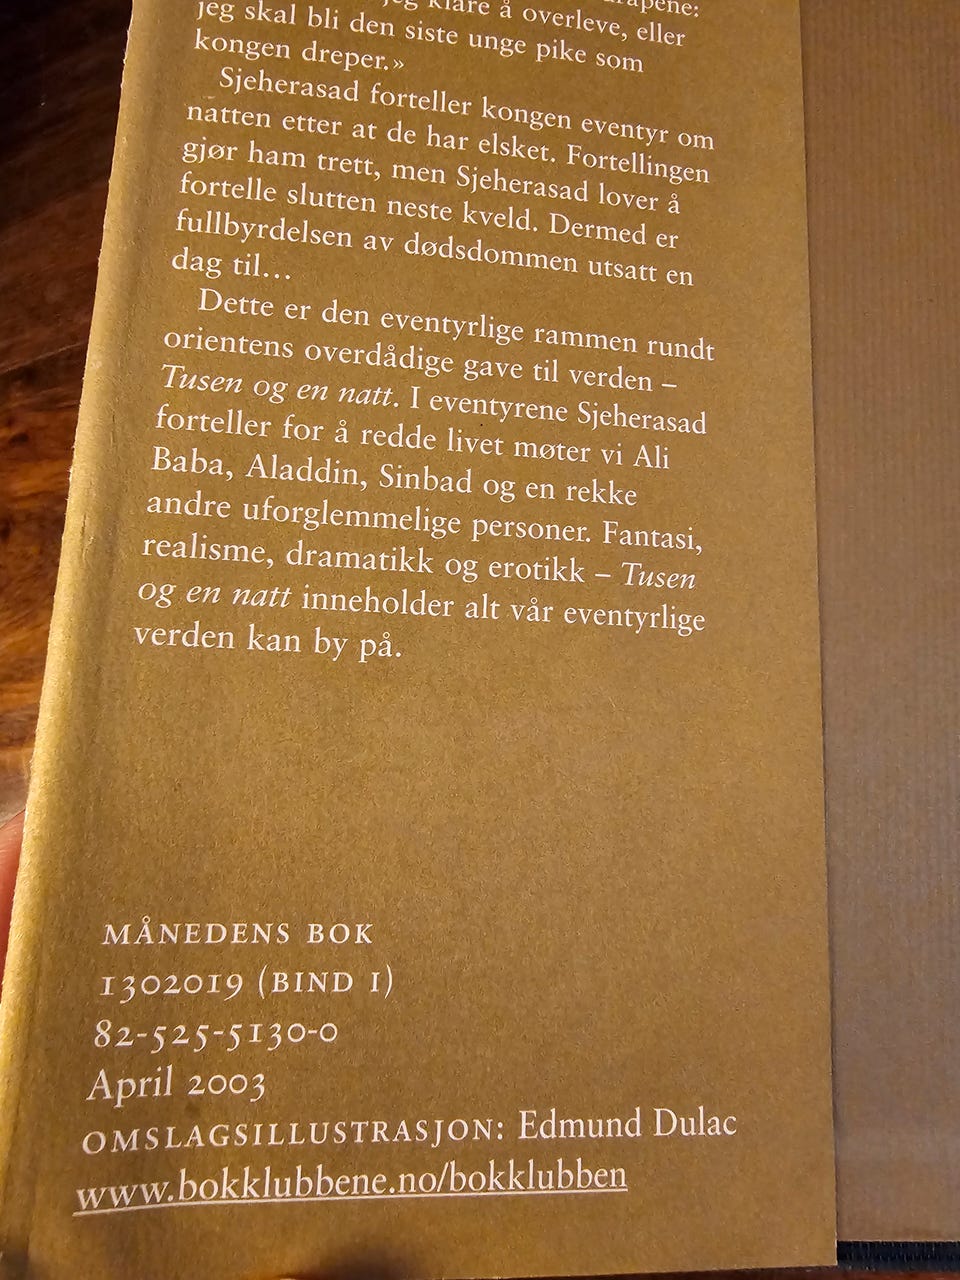 jeg klare å overleve, eller
jeg skal bli den siste unge pike som
kongen dreper.»
Sjeherasad forteller kongen eventyr om
natten etter at de har elsket. Fortellingen
gjør ham trett, men Sjeherasad lover å
fortelle slutten neste kveld. Dermed er
fullbyrdelsen av dødsdommen utsatt en
dag til…
Dette er den eventyrlige rammen rundt
orientens overdådige gave til verden –
Tusen og en natt. I eventyrene Sjeherasad
forteller for å redde livet møter vi Ali
Baba, Aladdin, Sinbad og en rekke
andre uforglemmelige personer. Fantasi,
realisme, dramatikk og erotikk – Tusen
og en natt inneholder alt vår eventyrlige
verden kan by på.
MÅNEDENS BOK
1302019 (BIND 1)
82-525-5130-0
April 2003
OMSLAGSILLUSTRASJON: Edmund Dulac
www.bokklubbene.no/bokklubben